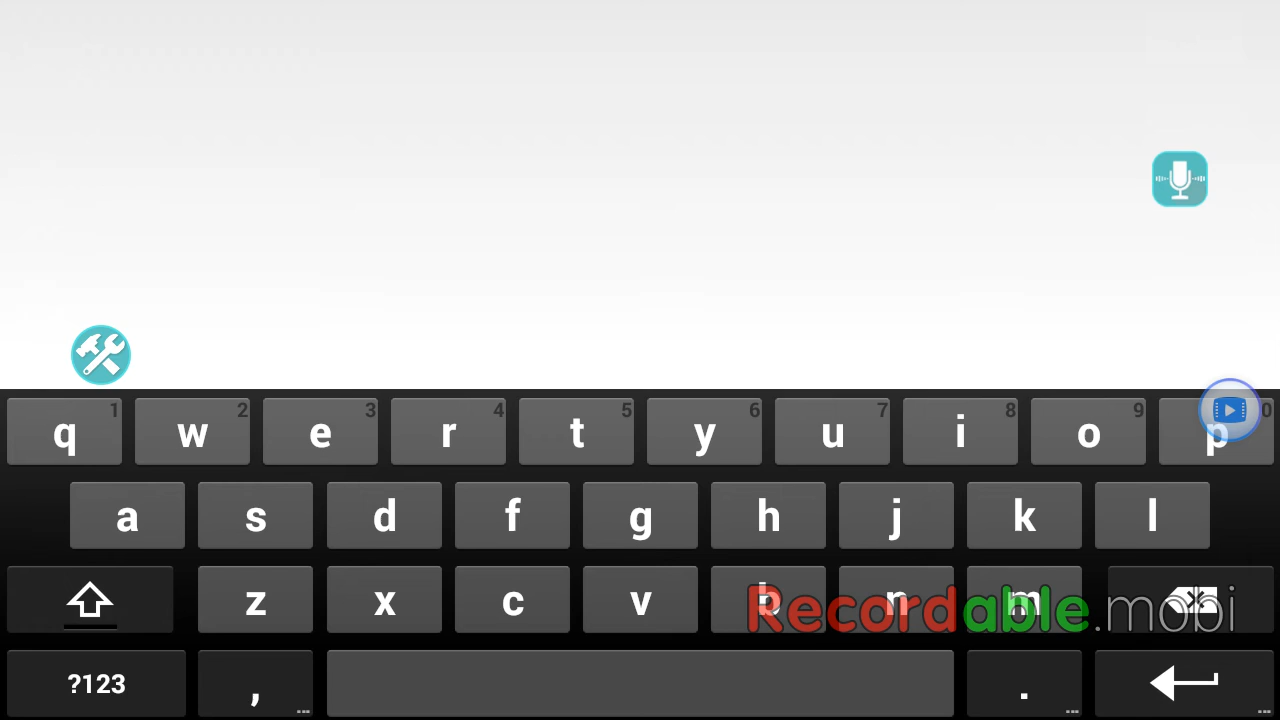 q 1 w 2 e 3 r 4 t 5 y 6 u 7 i 8 o 9 p 0
a s d f g h j k l
z x c v b n m
Recordable.mobi
?123 , ... . ... ...